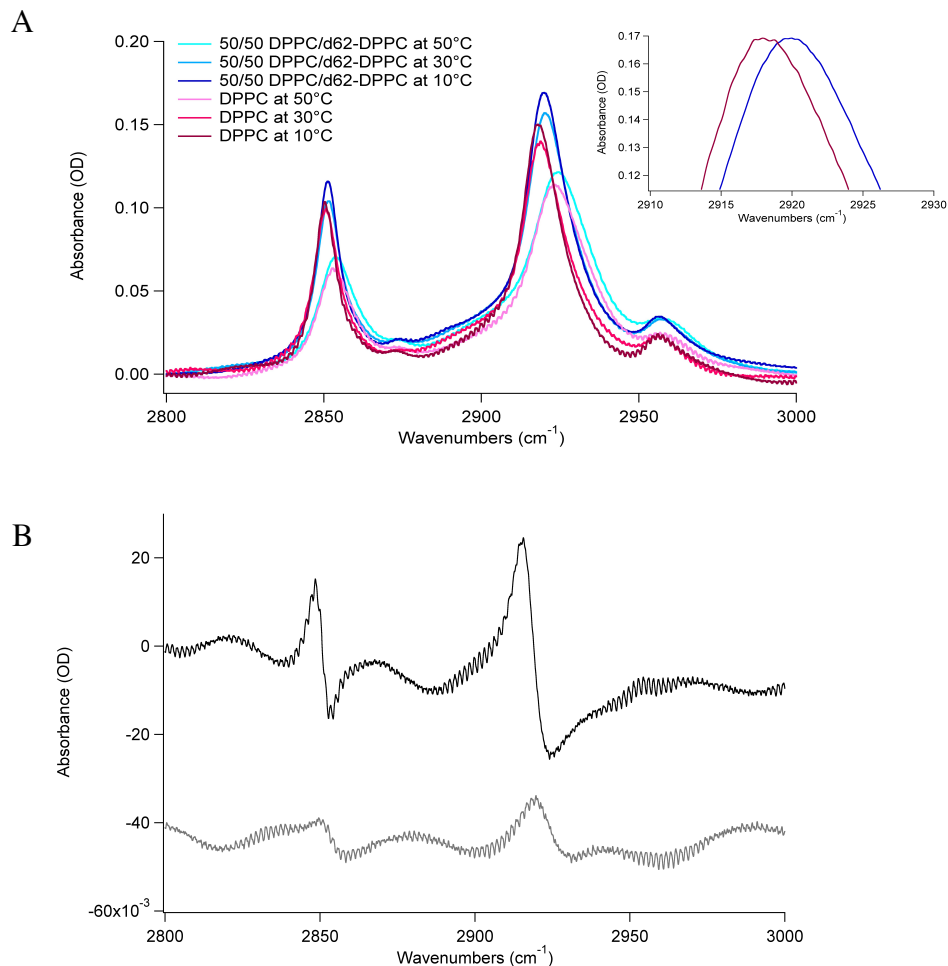 A
0.20
0.15
0.10
0.05
0.00
Absorbance (OD)
50/50 DPPC/d62-DPPC at 50°C
50/50 DPPC/d62-DPPC at 30°C
50/50 DPPC/d62-DPPC at 10°C
DPPC at 50°C
DPPC at 30°C
DPPC at 10°C
0.17
0.16
0.15
0.14
0.13
0.12
Absorbance (OD)
2910 2915 2920 2925 2930
Wavenumbers (cm⁻¹)
2800 2850 2900 2950 3000
Wavenumbers (cm⁻¹)
B
20
0
-20
-40
-60x10⁻³
Absorbance (OD)
2800 2850 2900 2950 3000
Wavenumbers (cm⁻¹)